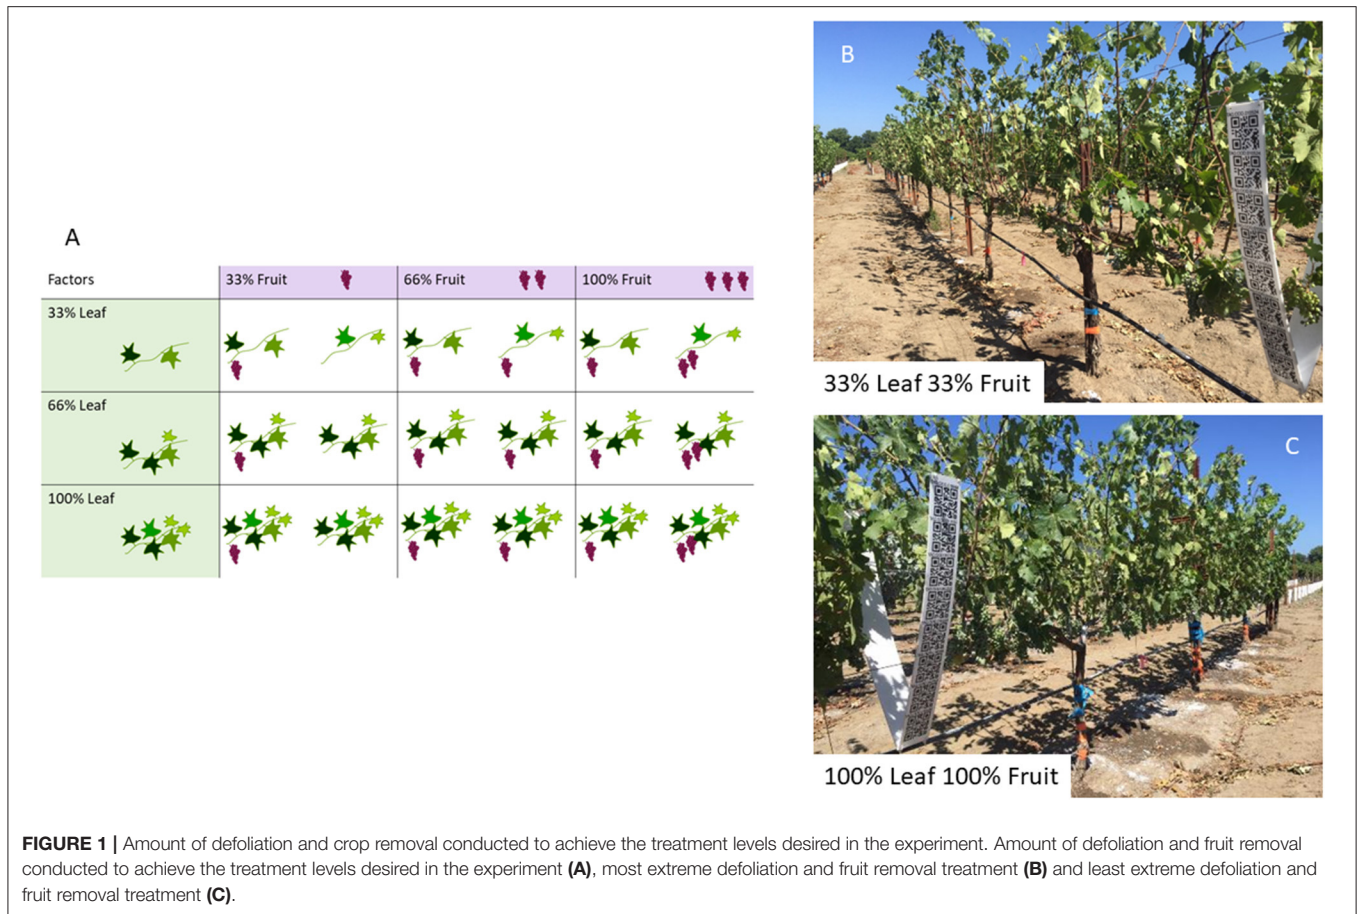 A
Factors
33% Fruit
66% Fruit
100% Fruit
33% Leaf
66% Leaf
100% Leaf
B
33% Leaf 33% Fruit
C
100% Leaf 100% Fruit
FIGURE 1 | Amount of defoliation and crop removal conducted to achieve the treatment levels desired in the experiment. Amount of defoliation and fruit removal
conducted to achieve the treatment levels desired in the experiment (A), most extreme defoliation and fruit removal treatment (B) and least extreme defoliation and
fruit removal treatment (C).